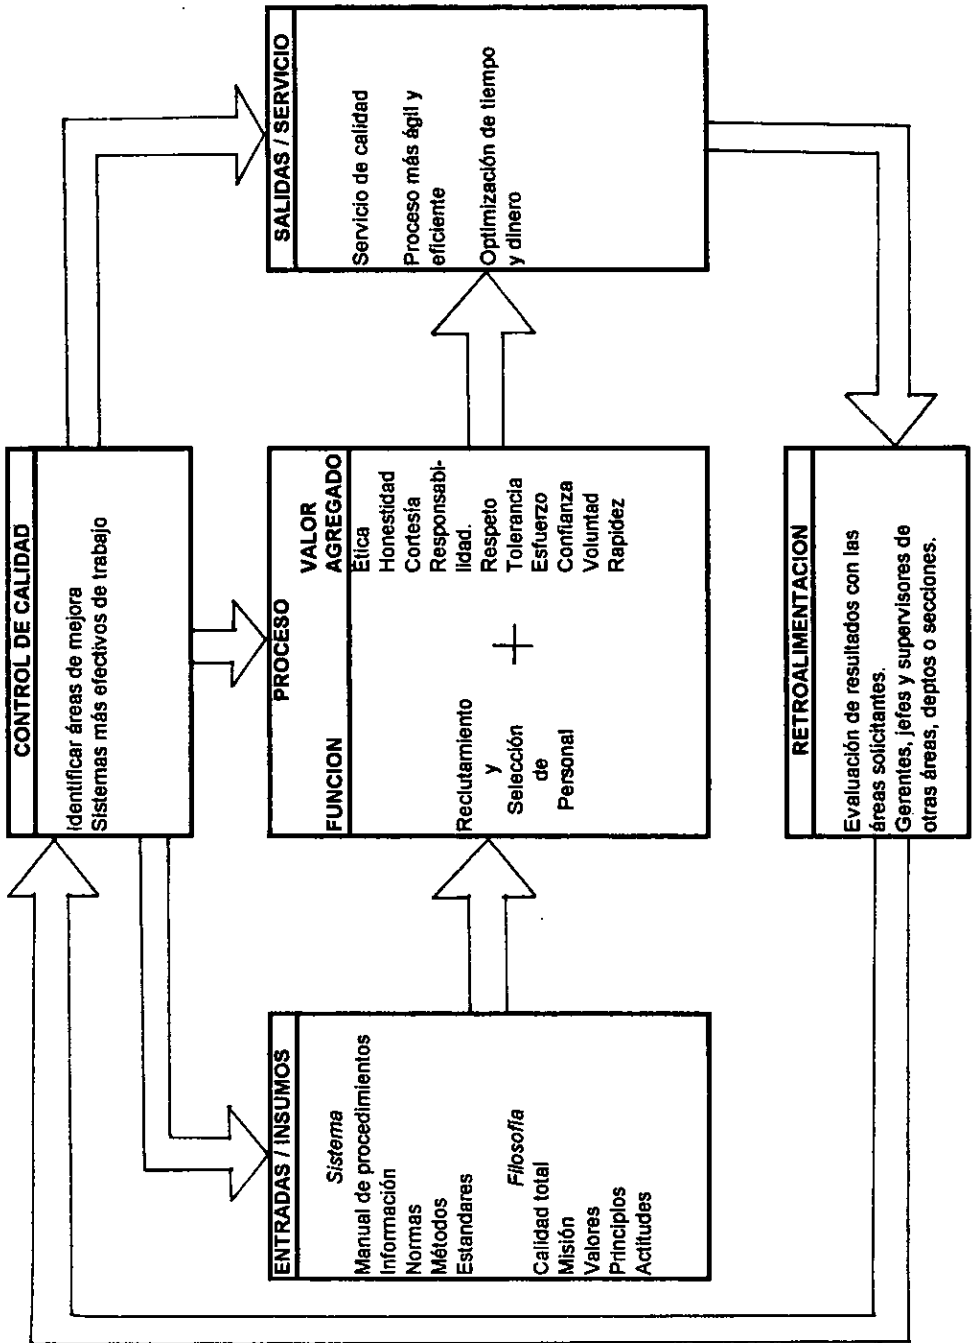 CONTROL DE CALIDAD
Identificar áreas de mejora
Sistemas más efectivos de trabajo
ENTRADAS / INSUMOS
Sistema
Manual de procedimientos
Información
Normas
Métodos
Estandares
Filosofía
Calidad total
Misión
Valores
Principios
Actitudes
PROCESO
FUNCION
Reclutamiento
y
Selección
de
Personal
+
VALOR
AGREGADO
Ética
Honestidad
Cortesía
Responsabi-
lidad.
Respeto
Tolerancia
Esfuerzo
Confianza
Voluntad
Rapidez
SALIDAS / SERVICIO
Servicio de calidad
Proceso más ágil y
eficiente
Optimización de tiempo
y dinero
RETROALIMENTACION
Evaluación de resultados con las
áreas solicitantes.
Gerentes, jefes y supervisores de
otras áreas, deptos o secciones.